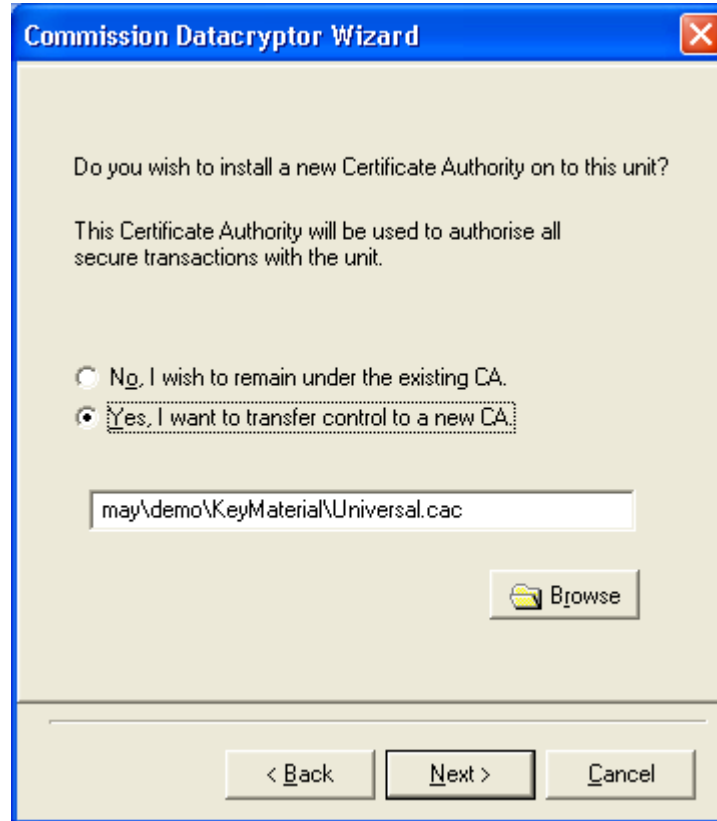 Commission Datacryptor Wizard
Do you wish to install a new Certificate Authority on to this unit?
This Certificate Authority will be used to authorise all
secure transactions with the unit.
No, I wish to remain under the existing CA.
Yes, I want to transfer control to a new CA.
may\demo\KeyMaterial\Universal.cac
Browse
< Back Next > Cancel